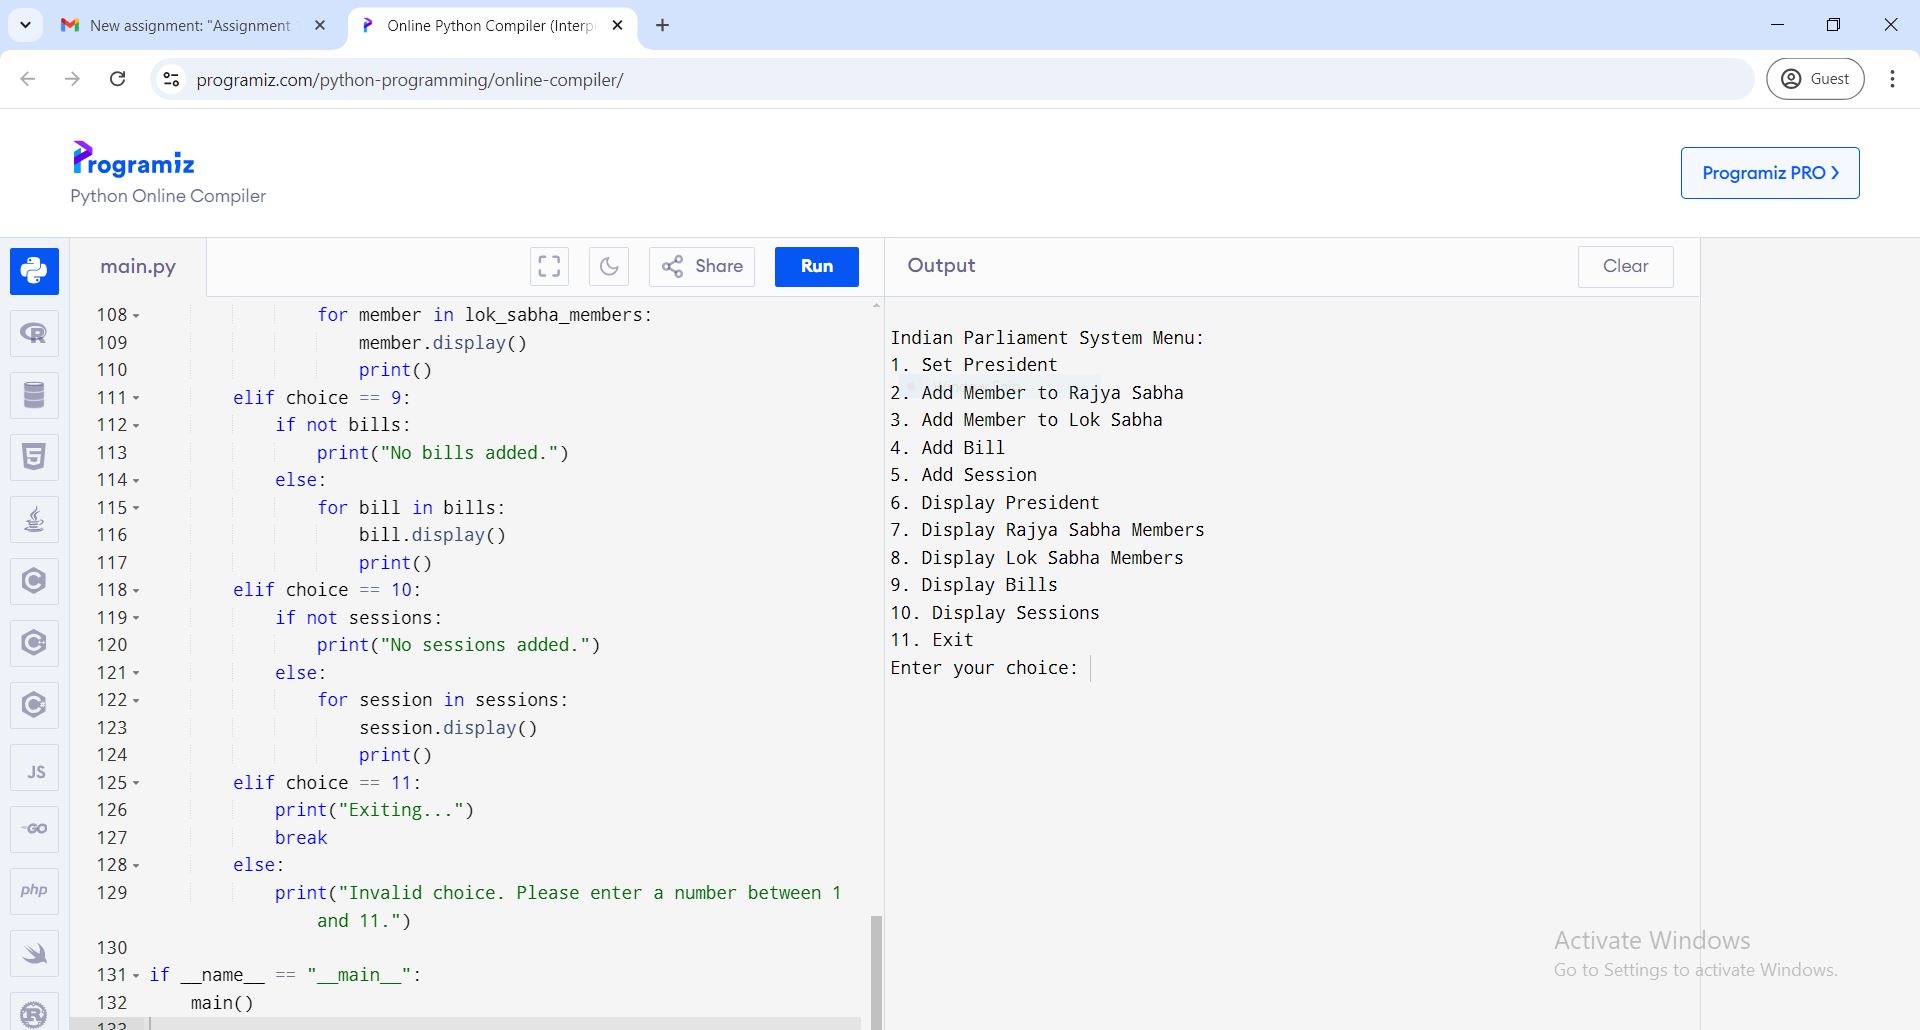 New assignment: "Assignment
Online Python Compiler (Interp
programiz.com/python-programming/online-compiler/
Guest
Programiz
Python Online Compiler
Programiz PRO >
main.py
Share
Run
Output
Clear
108 for member in lok_sabha_members:
109 member.display()
110 print()
111 elif choice == 9:
112 if not bills:
113 print("No bills added.")
114 else:
115 for bill in bills:
116 bill.display()
117 print()
118 elif choice == 10:
119 if not sessions:
120 print("No sessions added.")
121 else:
122 for session in sessions:
123 session.display()
124 print()
125 elif choice == 11:
126 print("Exiting...")
127 break
128 else:
129 print("Invalid choice. Please enter a number between 1
and 11.")
130
131 if __name__ == "__main__":
132 main()
133
Indian Parliament System Menu:
1. Set President
2. Add Member to Rajya Sabha
3. Add Member to Lok Sabha
4. Add Bill
5. Add Session
6. Display President
7. Display Rajya Sabha Members
8. Display Lok Sabha Members
9. Display Bills
10. Display Sessions
11. Exit
Enter your choice:
R
5
C
C
C
JS
GO
php
R
Activate Windows
Go to Settings to activate Windows.